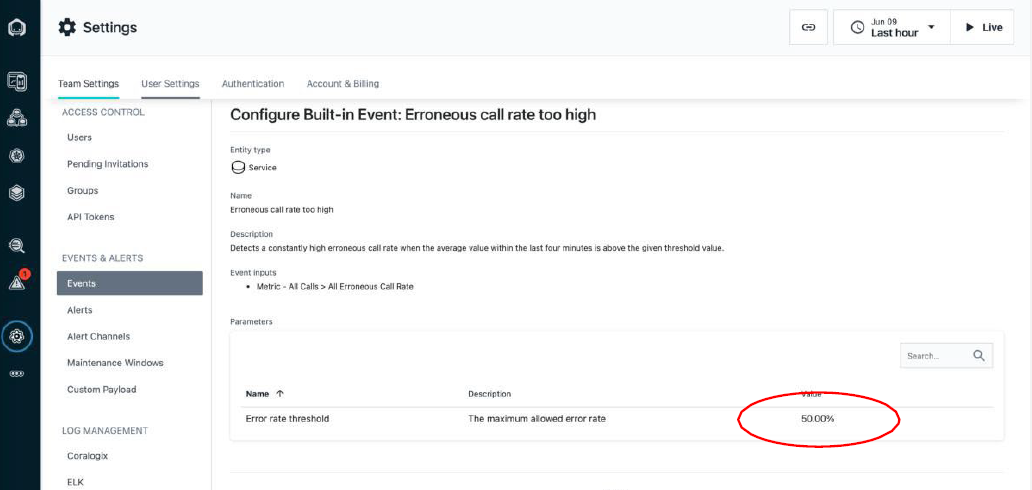 Settings
Jun 09
Last hour
Live
Team Settings
User Settings
Authentication
Account & Billing
ACCESS CONTROL
Users
Pending Invitations
Groups
API Tokens
EVENTS & ALERTS
Events
Alerts
Alert Channels
Maintenance Windows
Custom Payload
LOG MANAGEMENT
Coralogix
ELK
1
Configure Built-in Event: Erroneous call rate too high
Entity type
Service
Name
Erroneous call rate too high
Description
Detects a constantly high erroneous call rate when the average value within the last four minutes is above the given threshold value.
Event inputs
Metric - All Calls > All Erroneous Call Rate
Parameters
Search...
Name Description Value
Error rate threshold The maximum allowed error rate 50.00%